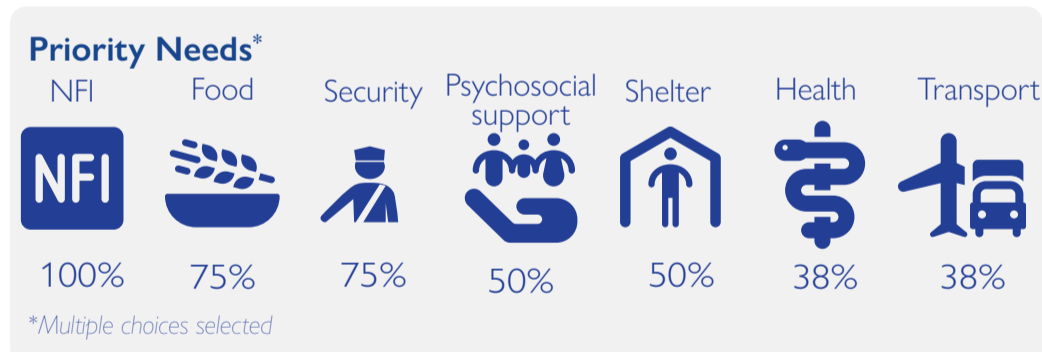 Priority Needs*
NFI Food Security Psychosocial support Shelter Health Transport
NFI
100% 75% 75% 50% 50% 38% 38%
*Multiple choices selected